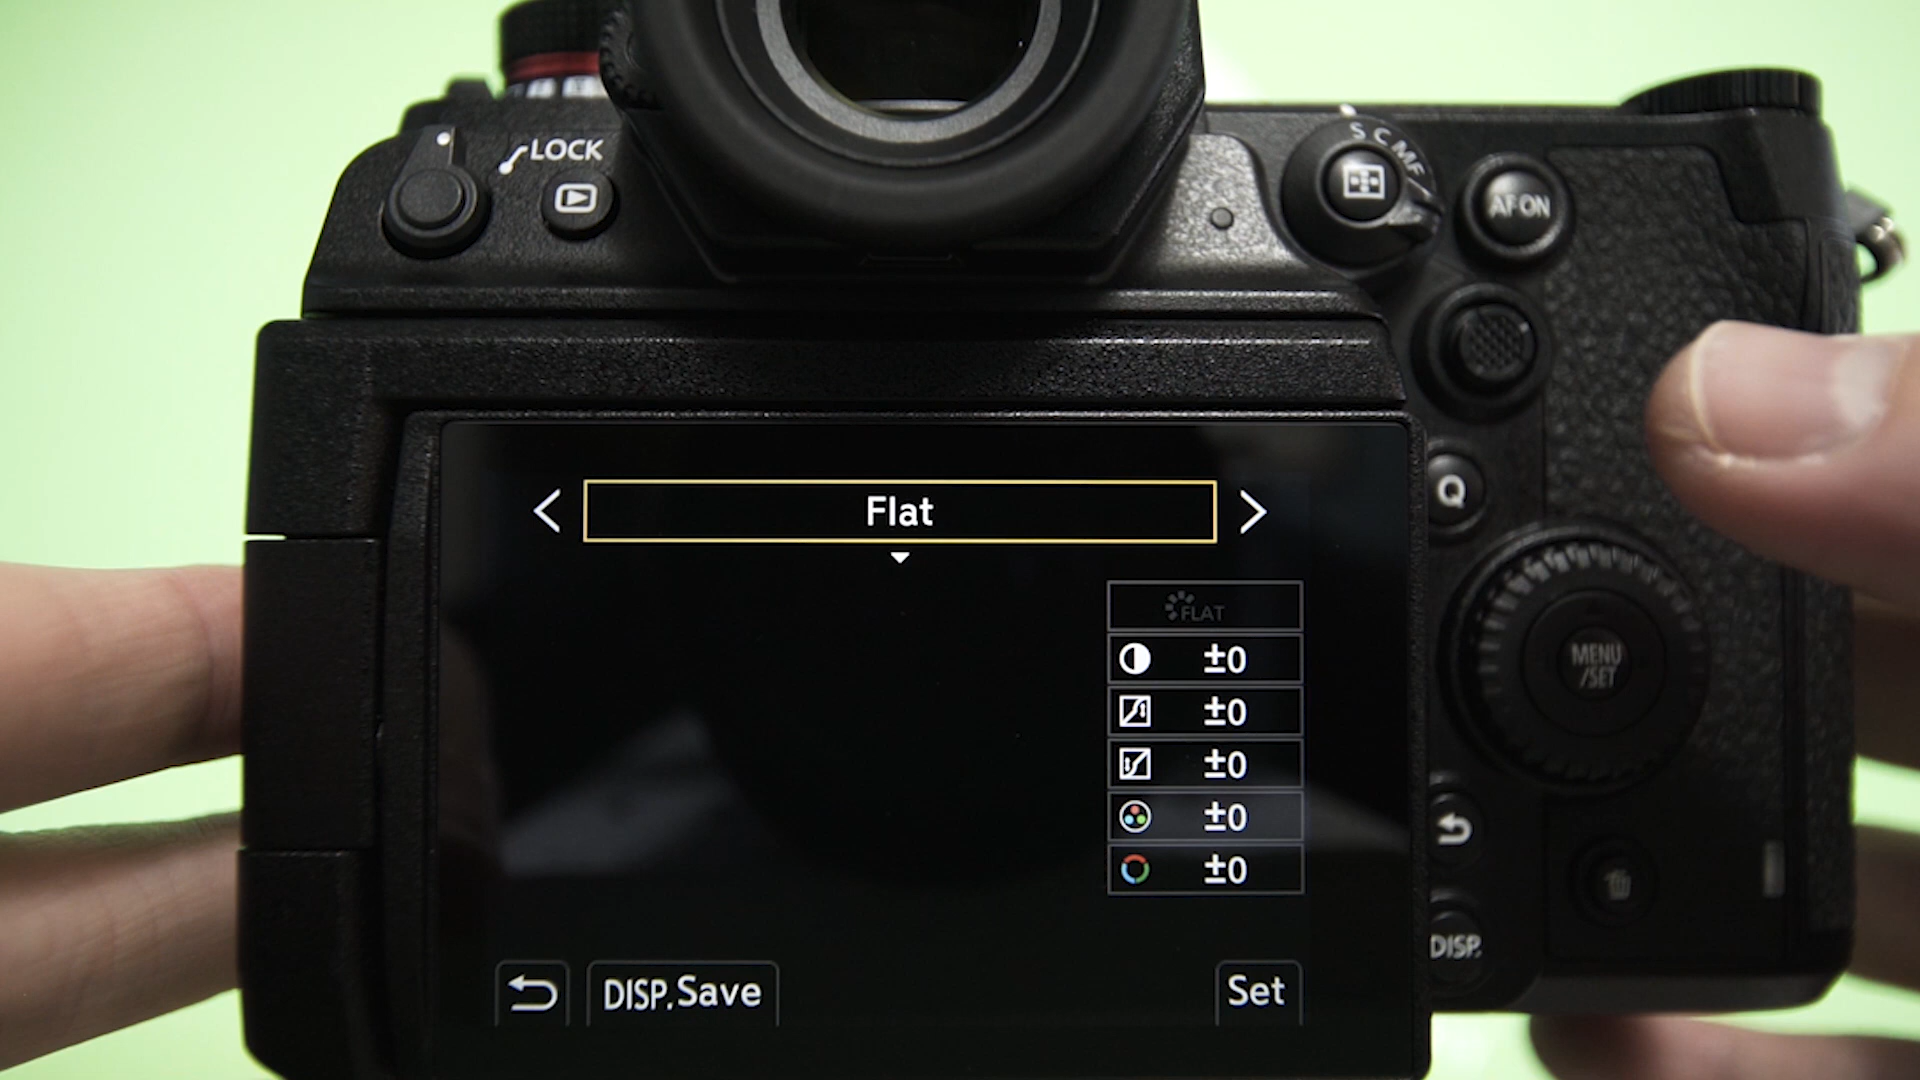 LOCK
S C MF
AF ON
Q
Flat
FLAT
±0
±0
±0
±0
±0
MENU
/SET
DISP.
DISP. Save
Set